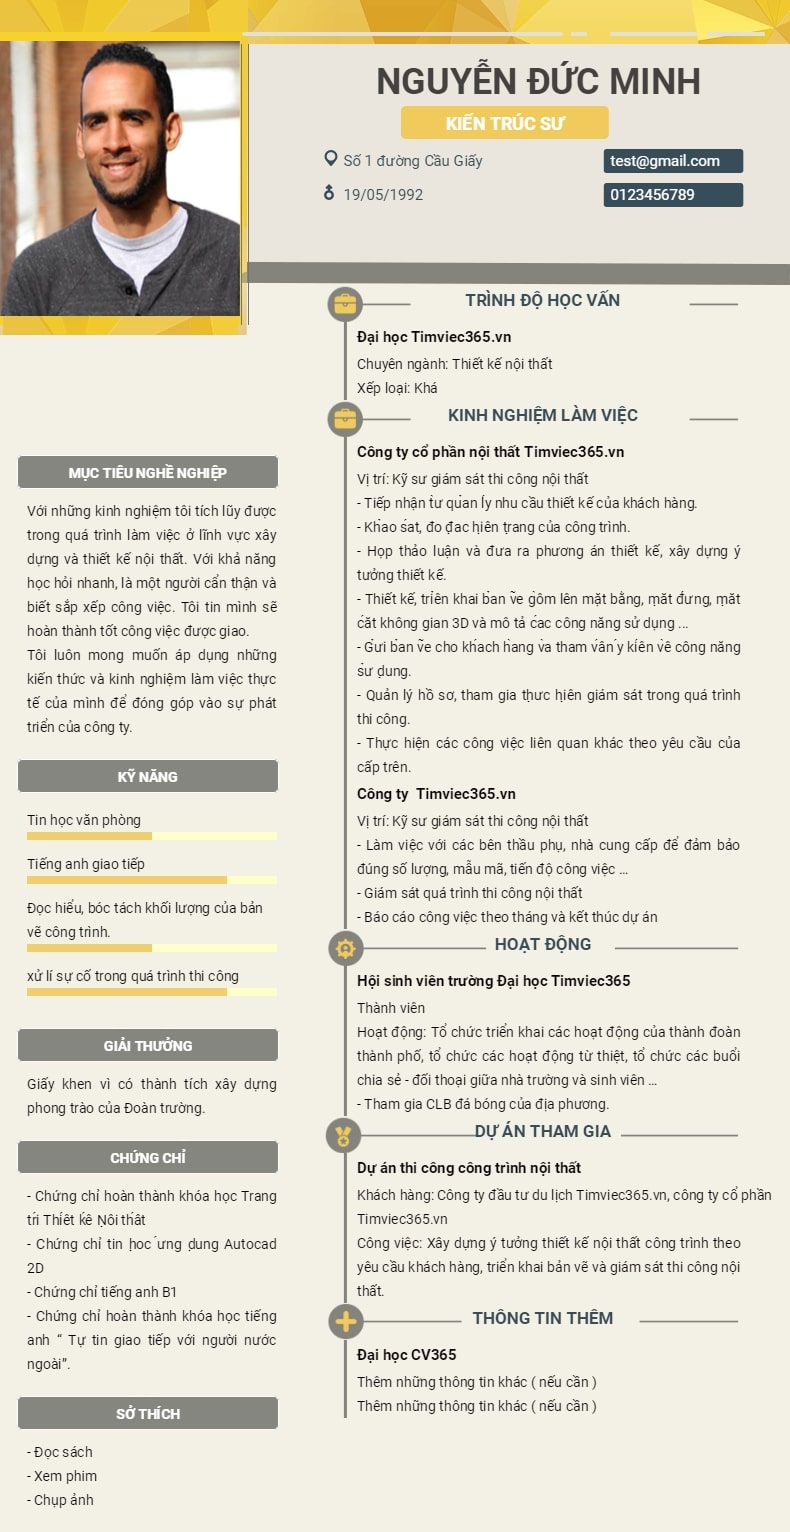 NGUYỄN ĐỨC MINH
KIẾN TRÚC SƯ
Số 1 đường Cầu Giấy
test@gmail.com
19/05/1992
0123456789
MỤC TIÊU NGHỀ NGHIỆP
Với những kinh nghiệm tôi tích lũy được
trong quá trình làm việc ở lĩnh vực xây
dựng và thiết kế nội thất. Với khả năng
học hỏi nhanh, là một người cẩn thận và
biết sắp xếp công việc. Tôi tin mình sẽ
hoàn thành tốt công việc được giao.
Tôi luôn mong muốn áp dụng những
kiến thức và kinh nghiệm làm việc thực
tế của mình để đóng góp vào sự phát
triển của công ty.
KỸ NĂNG
Tin học văn phòng
Tiếng anh giao tiếp
Đọc hiểu, bóc tách khối lượng của bản
vẽ công trình.
xử lí sự cố trong quá trình thi công
GIẢI THƯỞNG
Giấy khen vì có thành tích xây dựng
phong trào của Đoàn trường.
CHỨNG CHỈ
- Chứng chỉ hoàn thành khóa học Trang
trí Thiết kế Nội thất
- Chứng chỉ tin học ứng dụng Autocad
2D
- Chứng chỉ tiếng anh B1
- Chứng chỉ hoàn thành khóa học tiếng
anh “ Tự tin giao tiếp với người nước
ngoài”.
SỞ THÍCH
- Đọc sách
- Xem phim
- Chụp ảnh
TRÌNH ĐỘ HỌC VẤN
Đại học Timviec365.vn
Chuyên ngành: Thiết kế nội thất
Xếp loại: Khá
KINH NGHIỆM LÀM VIỆC
Công ty cổ phần nội thất Timviec365.vn
Vị trí: Kỹ sư giám sát thi công nội thất
- Tiếp nhận từ quản lý nhu cầu thiết kế của khách hàng.
- Khảo sát, đo đạc hiện trạng của công trình.
- Họp thảo luận và đưa ra phương án thiết kế, xây dựng ý
tưởng thiết kế.
- Thiết kế, triển khai bản vẽ gồm lên mặt bằng, mặt đứng, mặt
cắt không gian 3D và mô tả các công năng sử dụng ...
- Gửi bản vẽ cho khách hàng và tham vấn ý kiến về công năng
sử dụng.
- Quản lý hồ sơ, tham gia thực hiện giám sát trong quá trình
thi công.
- Thực hiện các công việc liên quan khác theo yêu cầu của
cấp trên.
Công ty Timviec365.vn
Vị trí: Kỹ sư giám sát thi công nội thất
- Làm việc với các bên thầu phụ, nhà cung cấp để đảm bảo
đúng số lượng, mẫu mã, tiến độ công việc ...
- Giám sát quá trình thi công nội thất
- Báo cáo công việc theo tháng và kết thúc dự án
HOẠT ĐỘNG
Hội sinh viên trường Đại học Timviec365
Thành viên
Hoạt động: Tổ chức triển khai các hoạt động của thành đoàn
thành phố, tổ chức các hoạt động từ thiệt, tổ chức các buổi
chia sẻ - đối thoại giữa nhà trường và sinh viên ...
- Tham gia CLB đá bóng của địa phương.
DỰ ÁN THAM GIA
Dự án thi công công trình nội thất
Khách hàng: Công ty đầu tư du lịch Timviec365.vn, công ty cổ phần
Timviec365.vn
Công việc: Xây dựng ý tưởng thiết kế nội thất công trình theo
yêu cầu khách hàng, triển khai bản vẽ và giám sát thi công nội
thất.
THÔNG TIN THÊM
Đại học CV365
Thêm những thông tin khác ( nếu cần )
Thêm những thông tin khác ( nếu cần )